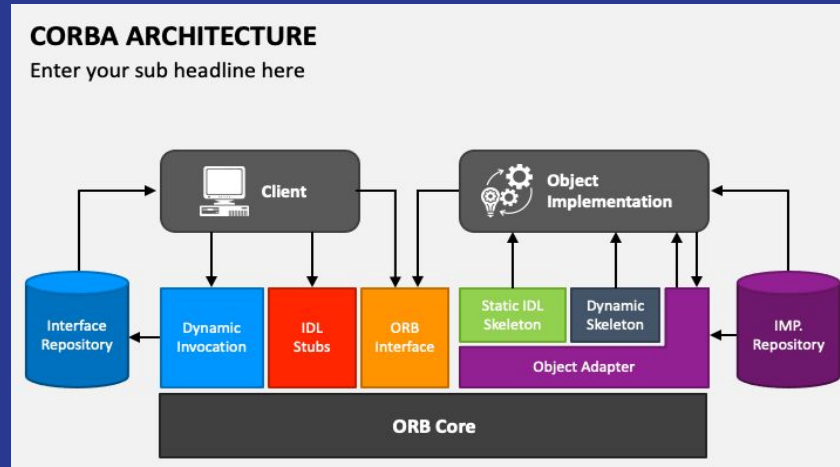 CORBA ARCHITECTURE
Enter your sub headline here
Client
Object
Implementation
Interface
Repository
Dynamic
Invocation
IDL
Stubs
ORB
Interface
Static IDL
Skeleton
Dynamic
Skeleton
Object Adapter
IMP.
Repository
ORB Core